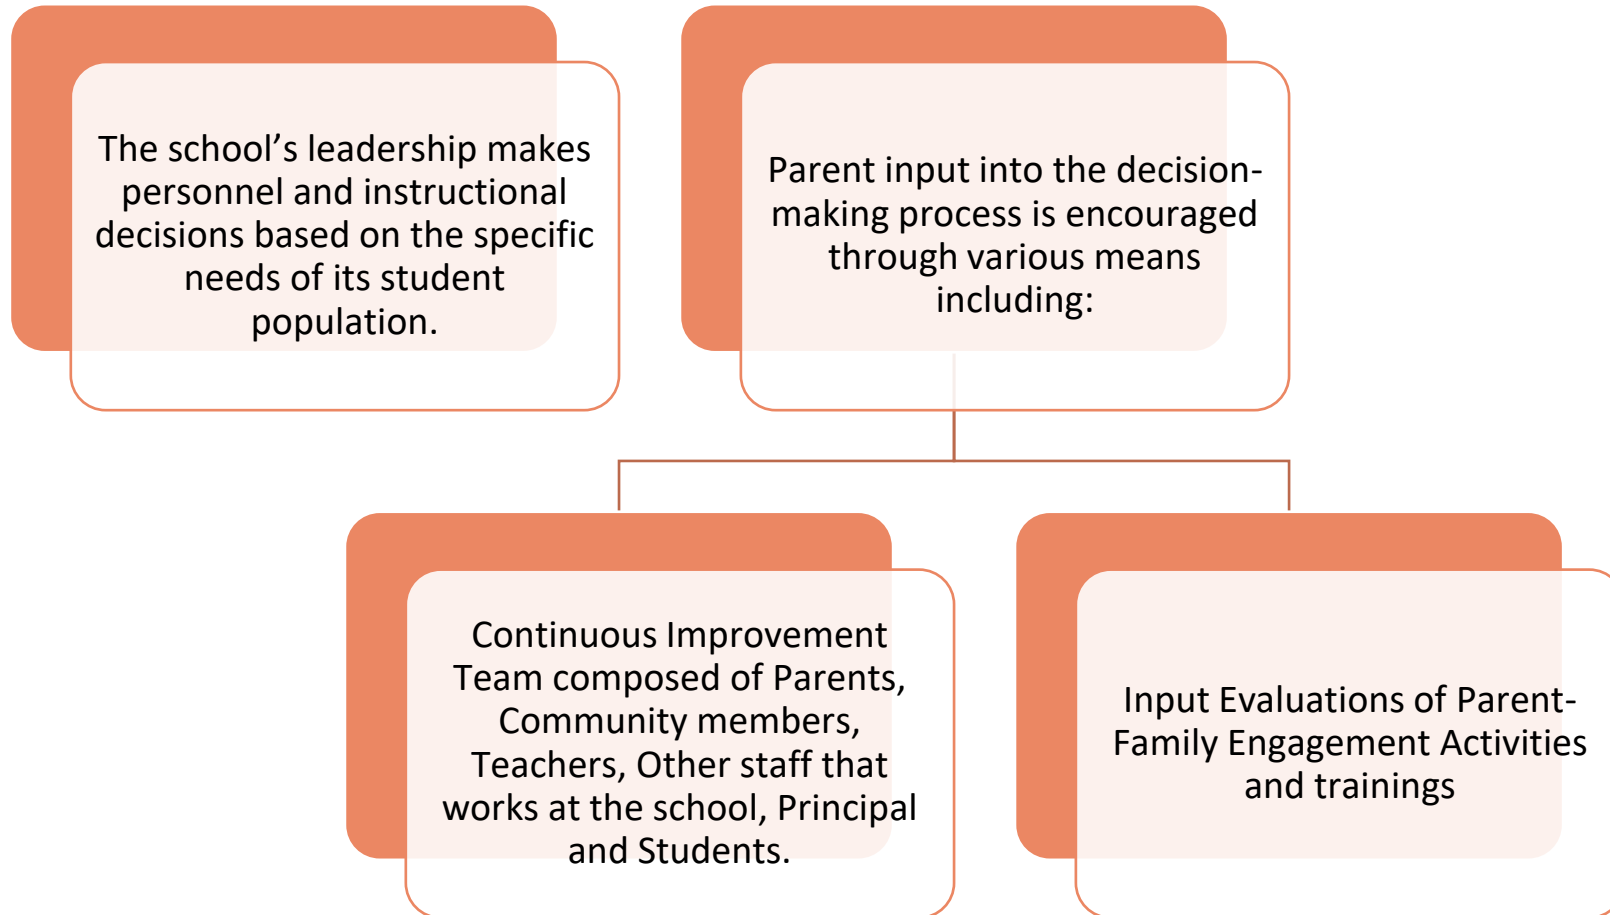 The school’s leadership makes
personnel and instructional
decisions based on the specific
needs of its student
population.
Parent input into the decision-
making process is encouraged
through various means
including:
Continuous Improvement
Team composed of Parents,
Community members,
Teachers, Other staff that
works at the school, Principal
and Students.
Input Evaluations of Parent-
Family Engagement Activities
and trainings